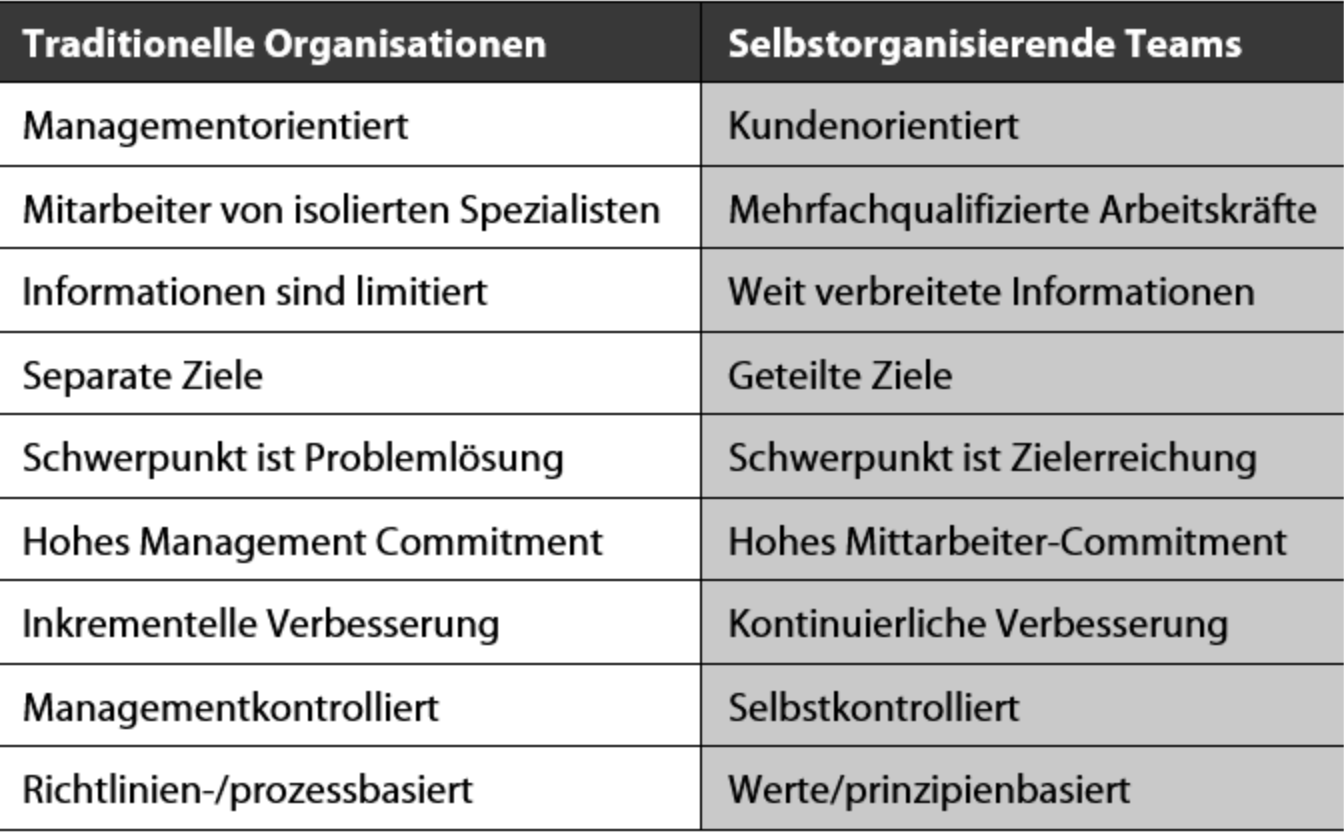 Traditionelle Organisationen Selbstorganisierende Teams
Managementorientiert Kundenorientiert
Mitarbeiter von isolierten Spezialisten Mehrfachqualifizierte Arbeitskräfte
Informationen sind limitiert Weit verbreitete Informationen
Separate Ziele Geteilte Ziele
Schwerpunkt ist Problemlösung Schwerpunkt ist Zielerreichung
Hohes Management Commitment Hohes Mittarbeiter-Commitment
Inkrementelle Verbesserung Kontinuierliche Verbesserung
Managementkontrolliert Selbstkontrolliert
Richtlinien-/prozessbasiert Werte/prinzipienbasiert